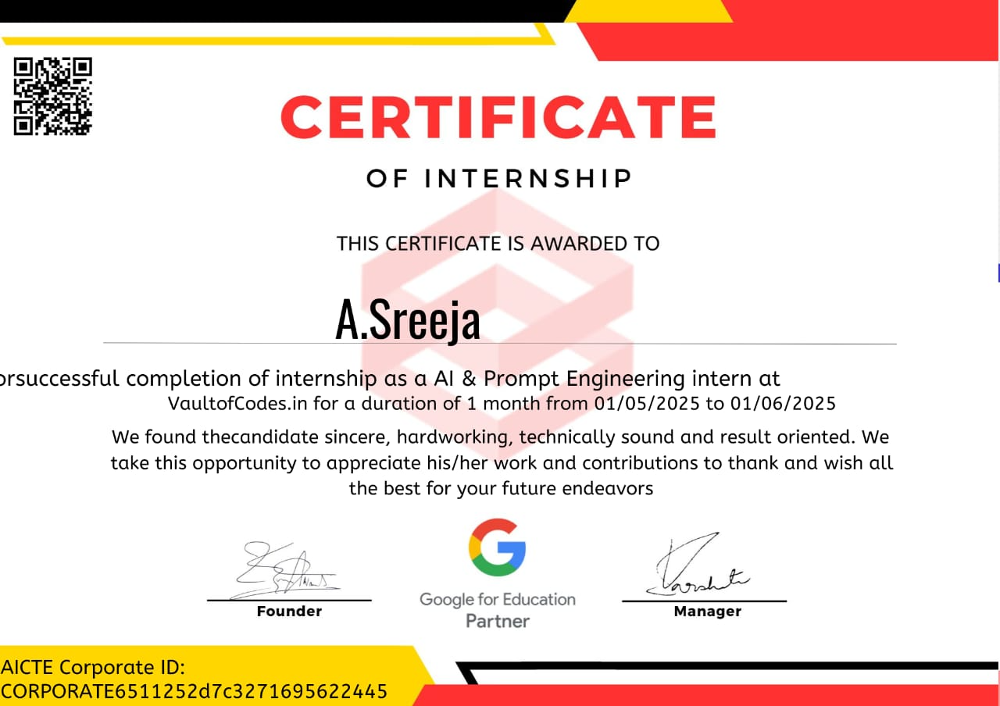 CERTIFICATE
OF INTERNSHIP
THIS CERTIFICATE IS AWARDED TO
A.Sreeja
orsuccessful completion of internship as a AI & Prompt Engineering intern at
VaultofCodes.in for a duration of 1 month from 01/05/2025 to 01/06/2025
We found thecandidate sincere, hardworking, technically sound and result oriented. We
take this opportunity to appreciate his/her work and contributions to thank and wish all
the best for your future endeavors
Founder
Google for Education
Partner
Manager
AICTE Corporate ID:
CORPORATE6511252d7c3271695622445